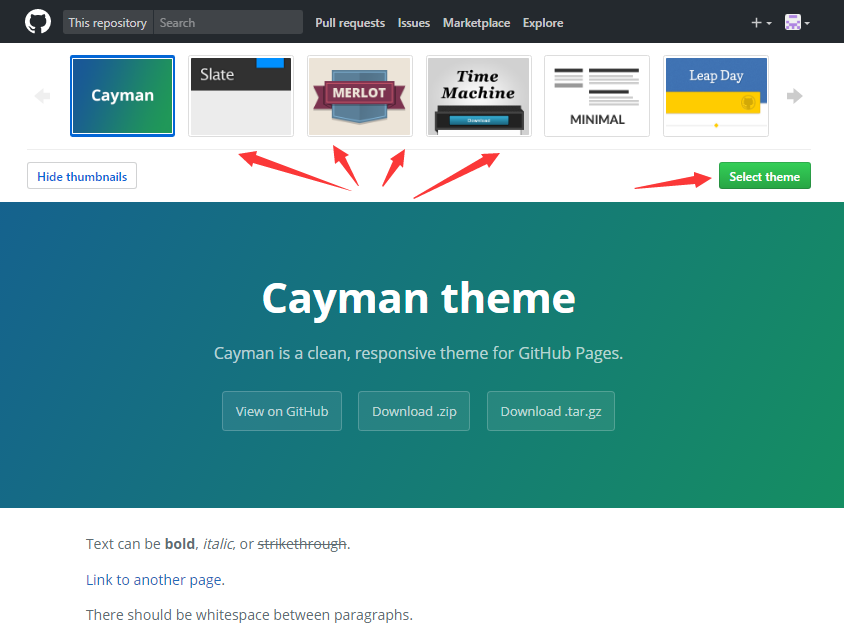 This repository Search Pull requests Issues Marketplace Explore
Cayman
Slate
MERLOT
Time
Machine
Download
MINIMAL
Leap Day
Hide thumbnails
Select theme
Cayman theme
Cayman is a clean, responsive theme for GitHub Pages.
View on GitHub Download .zip Download .tar.gz
Text can be bold, italic, or strikethrough.
Link to another page.
There should be whitespace between paragraphs.